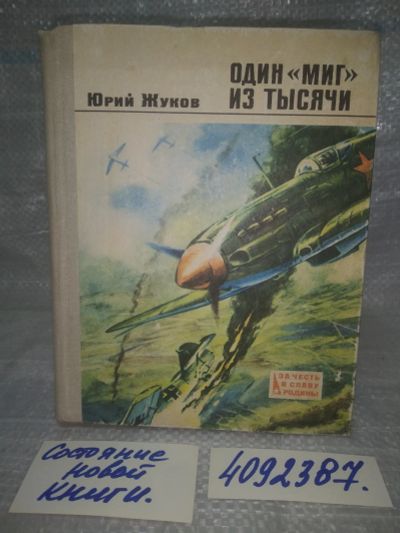 ОДИН «МИГ»
ИЗ ТЫСЯЧИ
ЮРИЙ ЖУКОВ
ЗА ЧЕСТЬ
И СЛАВУ
РОДИНЫ
Состояние
новой
книги.
4092387.